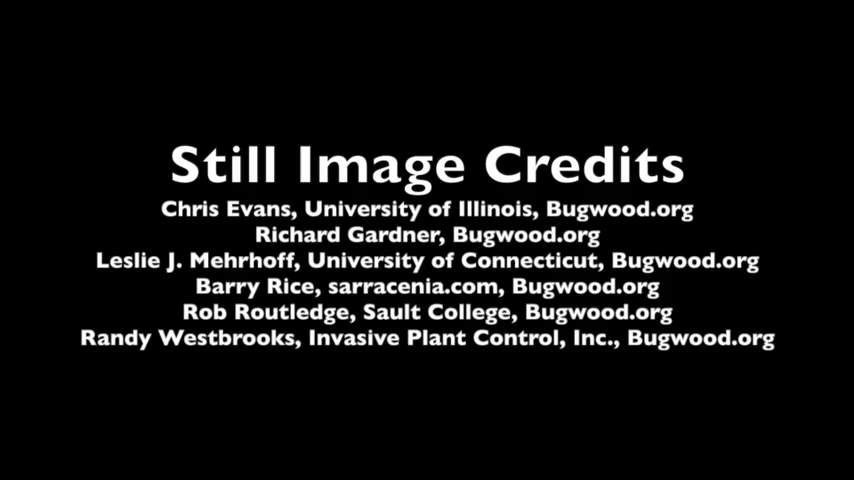 Still Image Credits
Chris Evans, University of Illinois, Bugwood.org
Richard Gardner, Bugwood.org
Leslie J. Mehrhoff, University of Connecticut, Bugwood.org
Barry Rice, sarracenia.com, Bugwood.org
Rob Routledge, Sault College, Bugwood.org
Randy Westbrooks, Invasive Plant Control, Inc., Bugwood.org